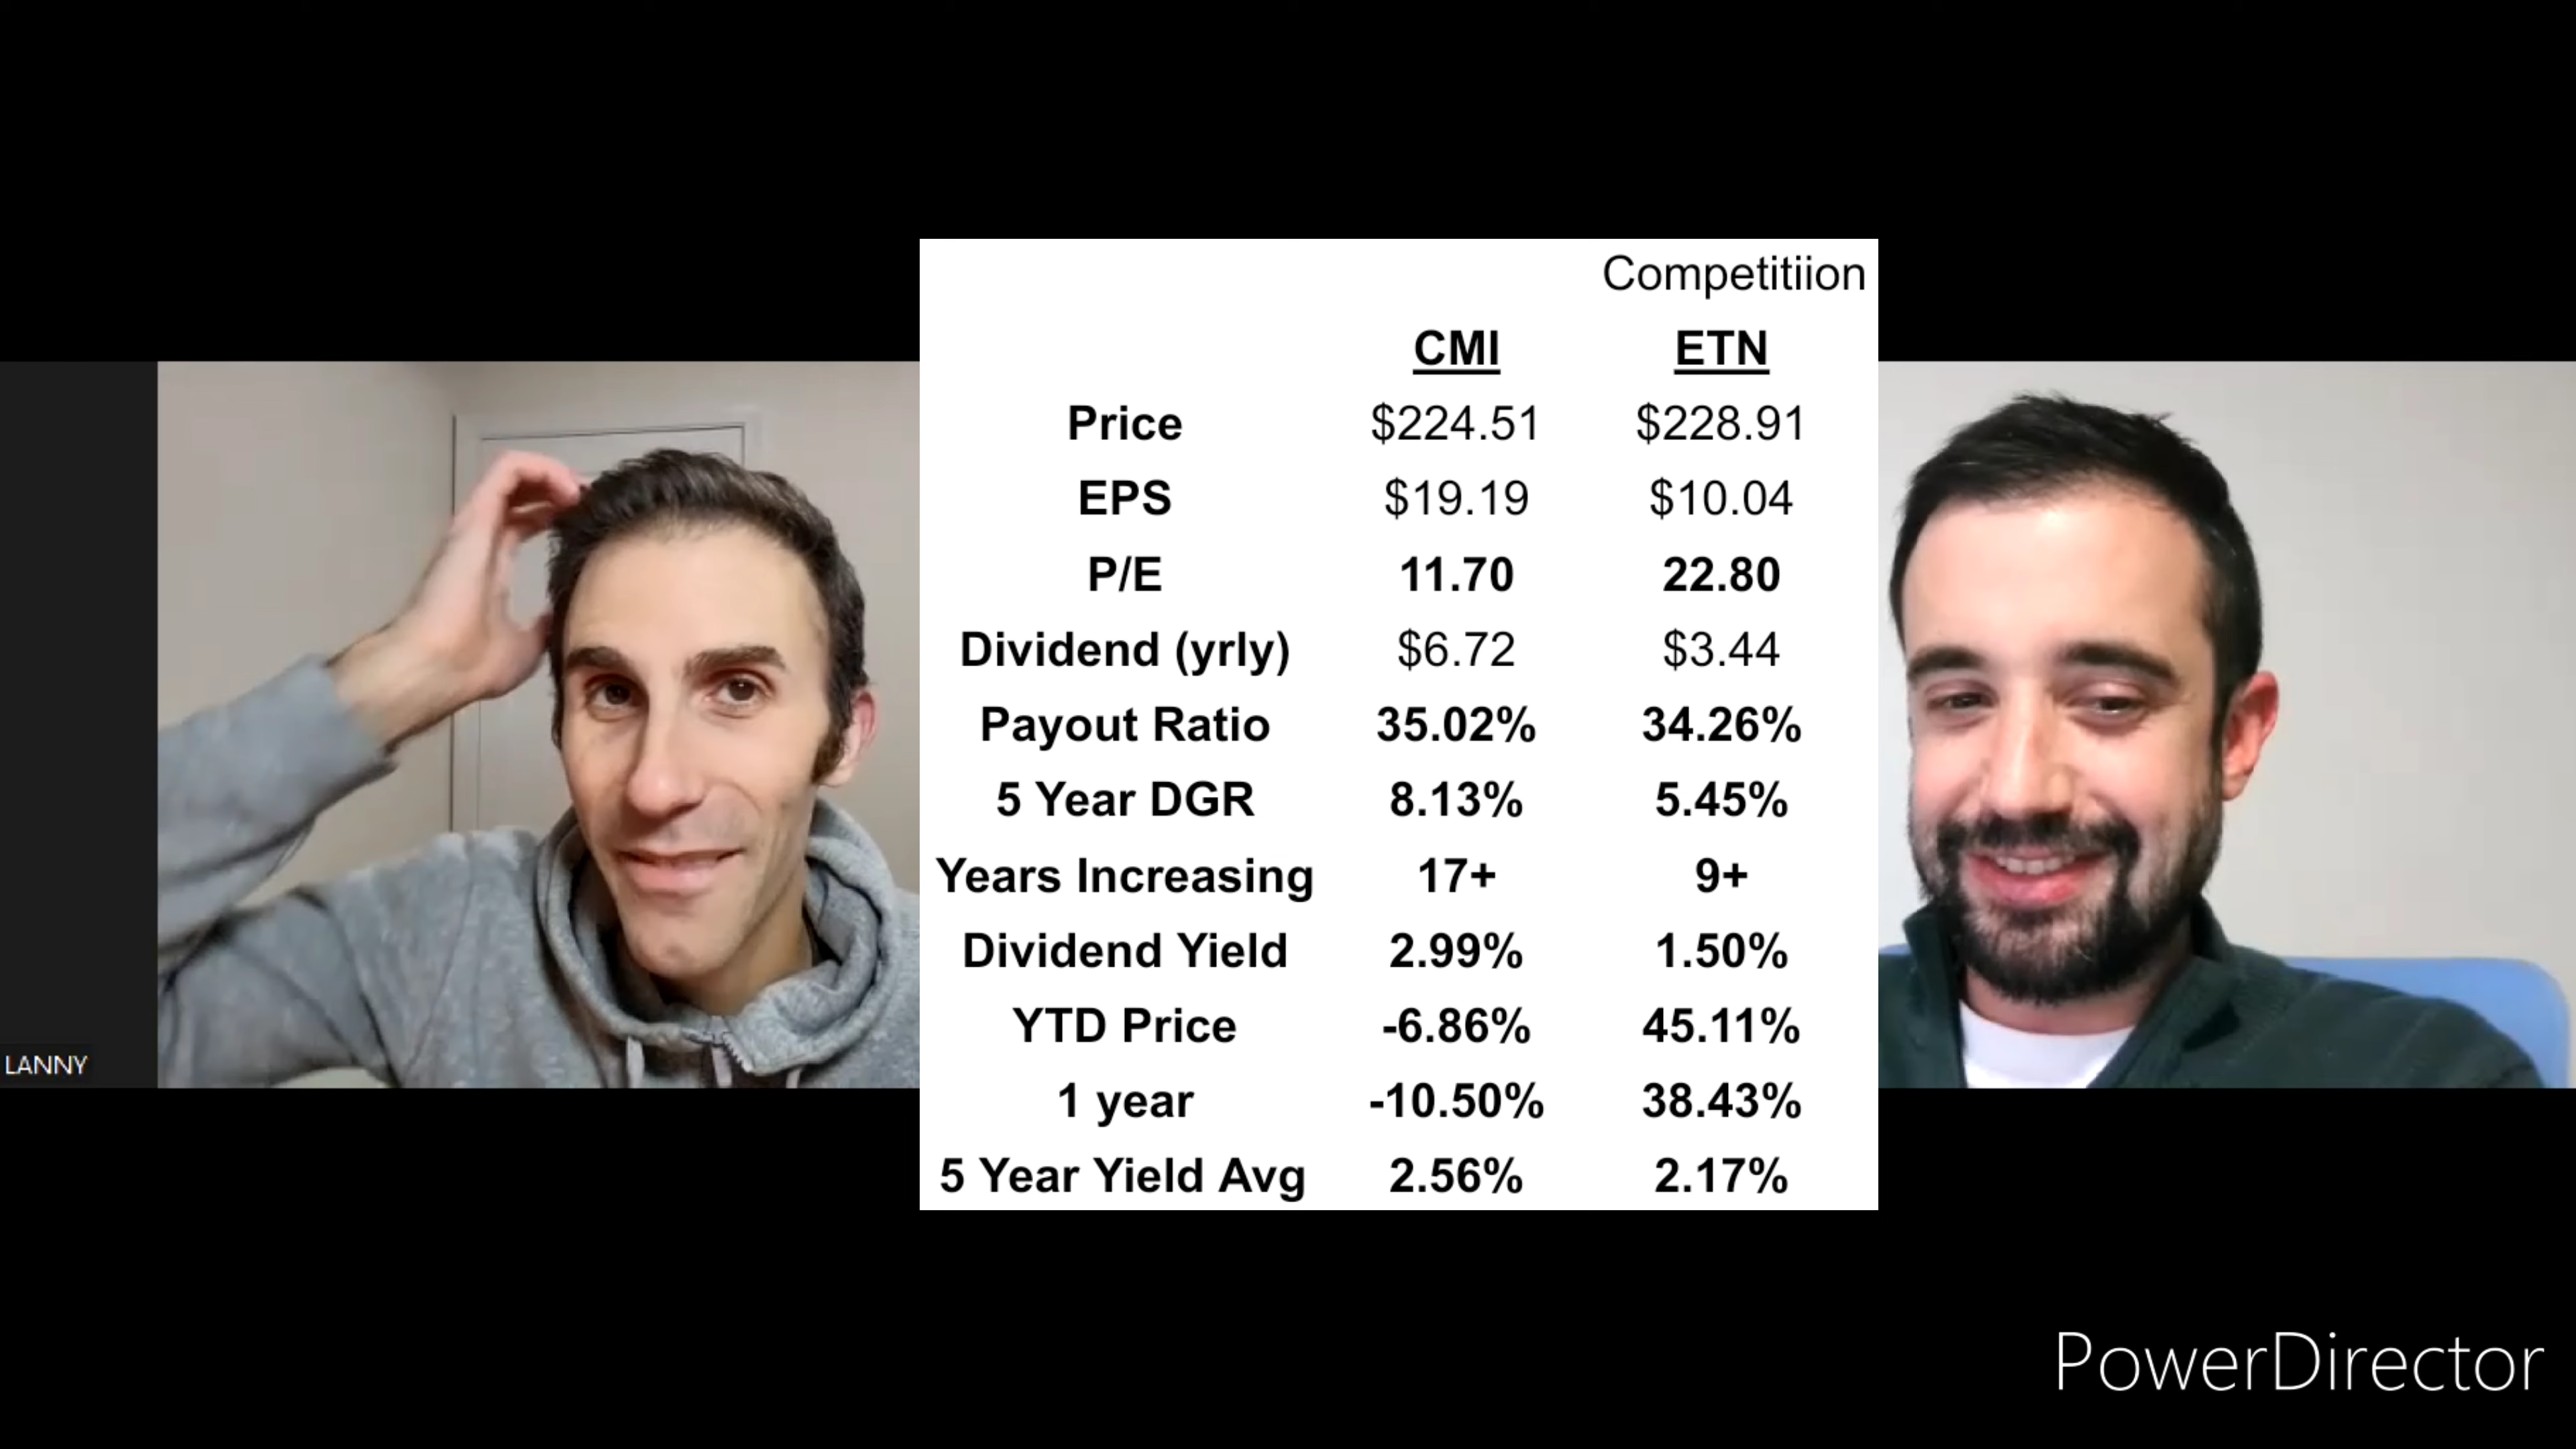 Competitiion
CMI ETN
Price $224.51 $228.91
EPS $19.19 $10.04
P/E 11.70 22.80
Dividend (yrly) $6.72 $3.44
Payout Ratio 35.02% 34.26%
5 Year DGR 8.13% 5.45%
Years Increasing 17+ 9+
Dividend Yield 2.99% 1.50%
YTD Price -6.86% 45.11%
1 year -10.50% 38.43%
5 Year Yield Avg 2.56% 2.17%
LANNY
PowerDirector